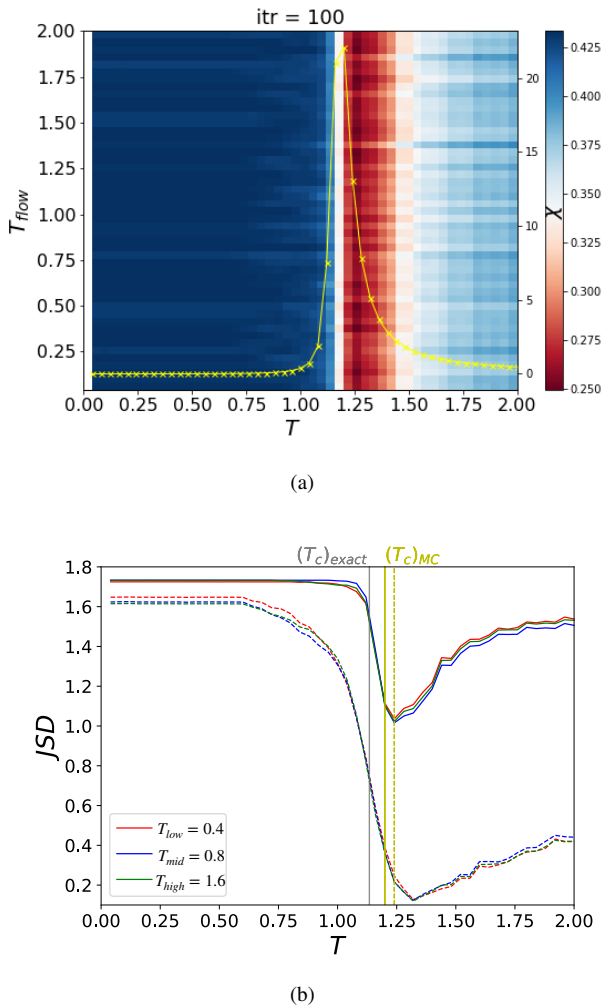 itr = 100
2.00
1.75
1.50
1.25
1.00
0.75
0.50
0.25
T_flow
0.00 0.25 0.50 0.75 1.00 1.25 1.50 1.75 2.00
T
20
15
10
5
0
χ
0.425
0.400
0.375
0.350
0.325
0.300
0.275
0.250
(a)
(T_c)_exact (T_c)_MC
1.8
1.6
1.4
1.2
1.0
0.8
0.6
0.4
0.2
JSD
T_low = 0.4
T_mid = 0.8
T_high = 1.6
0.00 0.25 0.50 0.75 1.00 1.25 1.50 1.75 2.00
T
(b)